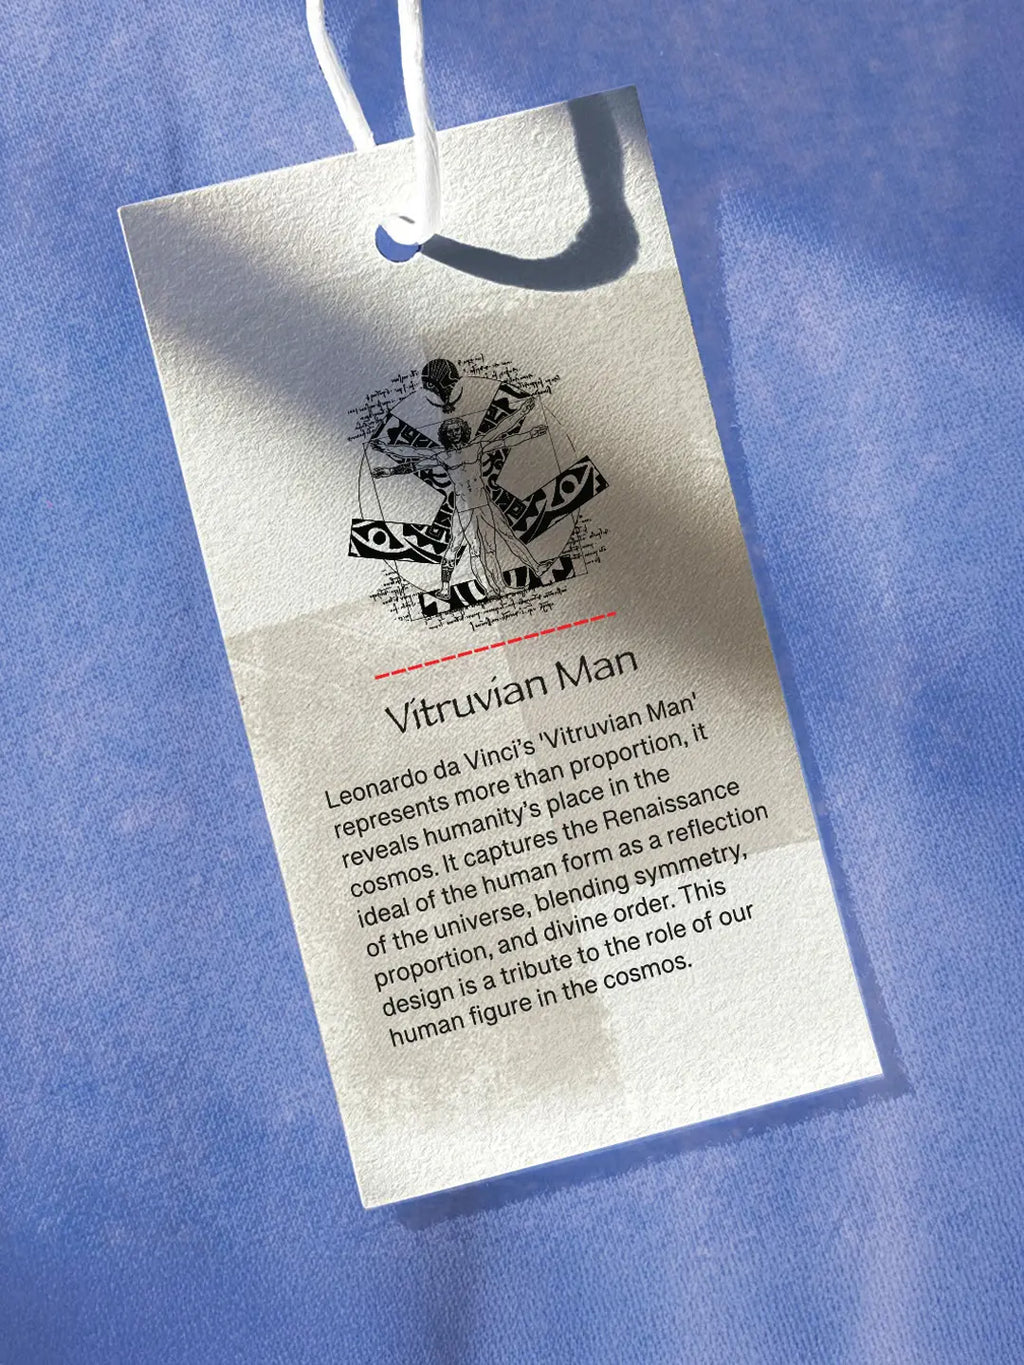 Vitruvian Man
Leonardo da Vinci's 'Vitruvian Man'
represents more than proportion, it
reveals humanity's place in the
cosmos. It captures the Renaissance
ideal of the human form as a reflection
of the universe, blending symmetry,
proportion, and divine order. This
design is a tribute to the role of our
human figure in the cosmos.